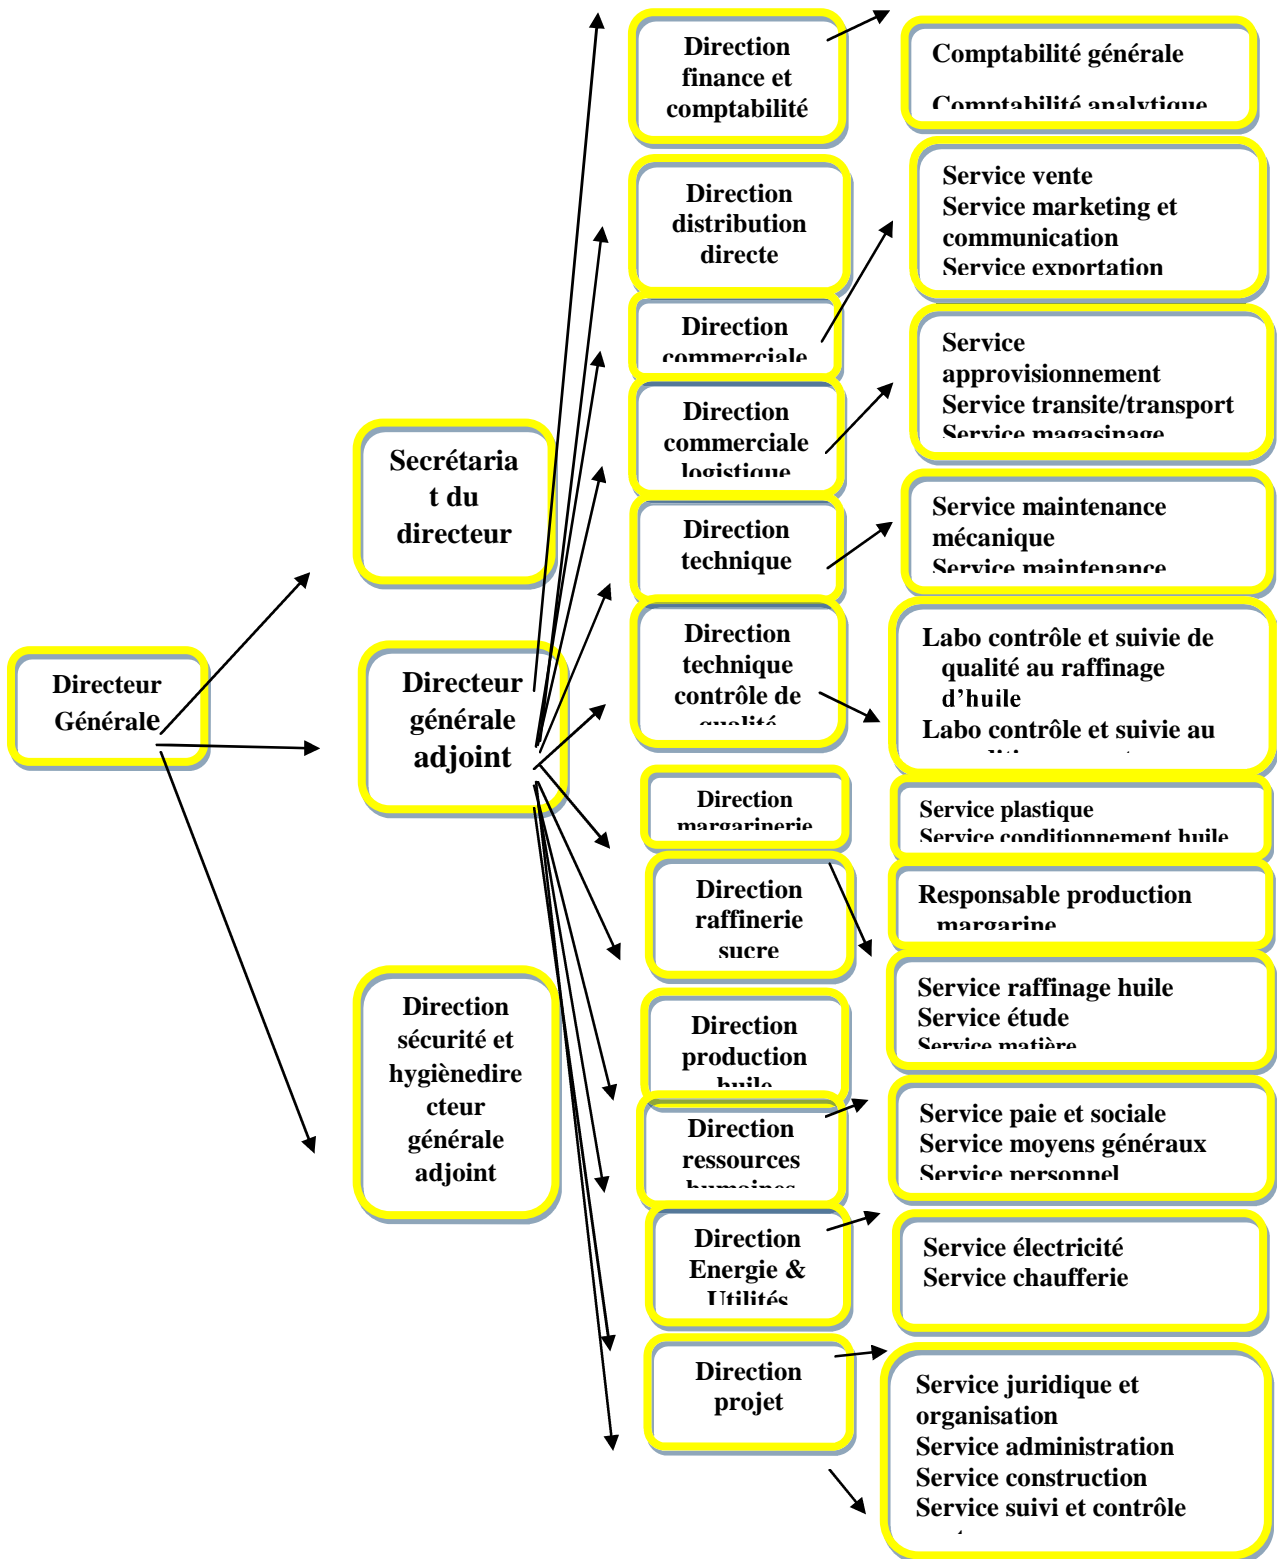 Directeur
Générale
Secrétaria
t du
directeur
Directeur
générale
adjoint
Direction
sécurité et
hygiènedire
cteur
générale
adjoint
Direction
finance et
comptabilité
Direction
distribution
directe
Direction
commerciale
Direction
commerciale
logistique
Direction
technique
Direction
technique
contrôle de
qualité
Direction
margarinerie
Direction
raffinerie
sucre
Direction
production
huile
Direction
ressources
humaines
Direction
Energie &
Utilités
Direction
projet
Comptabilité générale
Comptabilité analytique
Service vente
Service marketing et
communication
Service exportation
Service
approvisionnement
Service transite/transport
Service magasinage
Service maintenance
mécanique
Service maintenance
Labo contrôle et suivie de
qualité au raffinage
d’huile
Labo contrôle et suivie au
Service plastique
Service conditionnement huile
Responsable production
margarine
Service raffinage huile
Service étude
Service matière
Service paie et sociale
Service moyens généraux
Service personnel
Service électricité
Service chaufferie
Service juridique et
organisation
Service administration
Service construction
Service suivi et contrôle